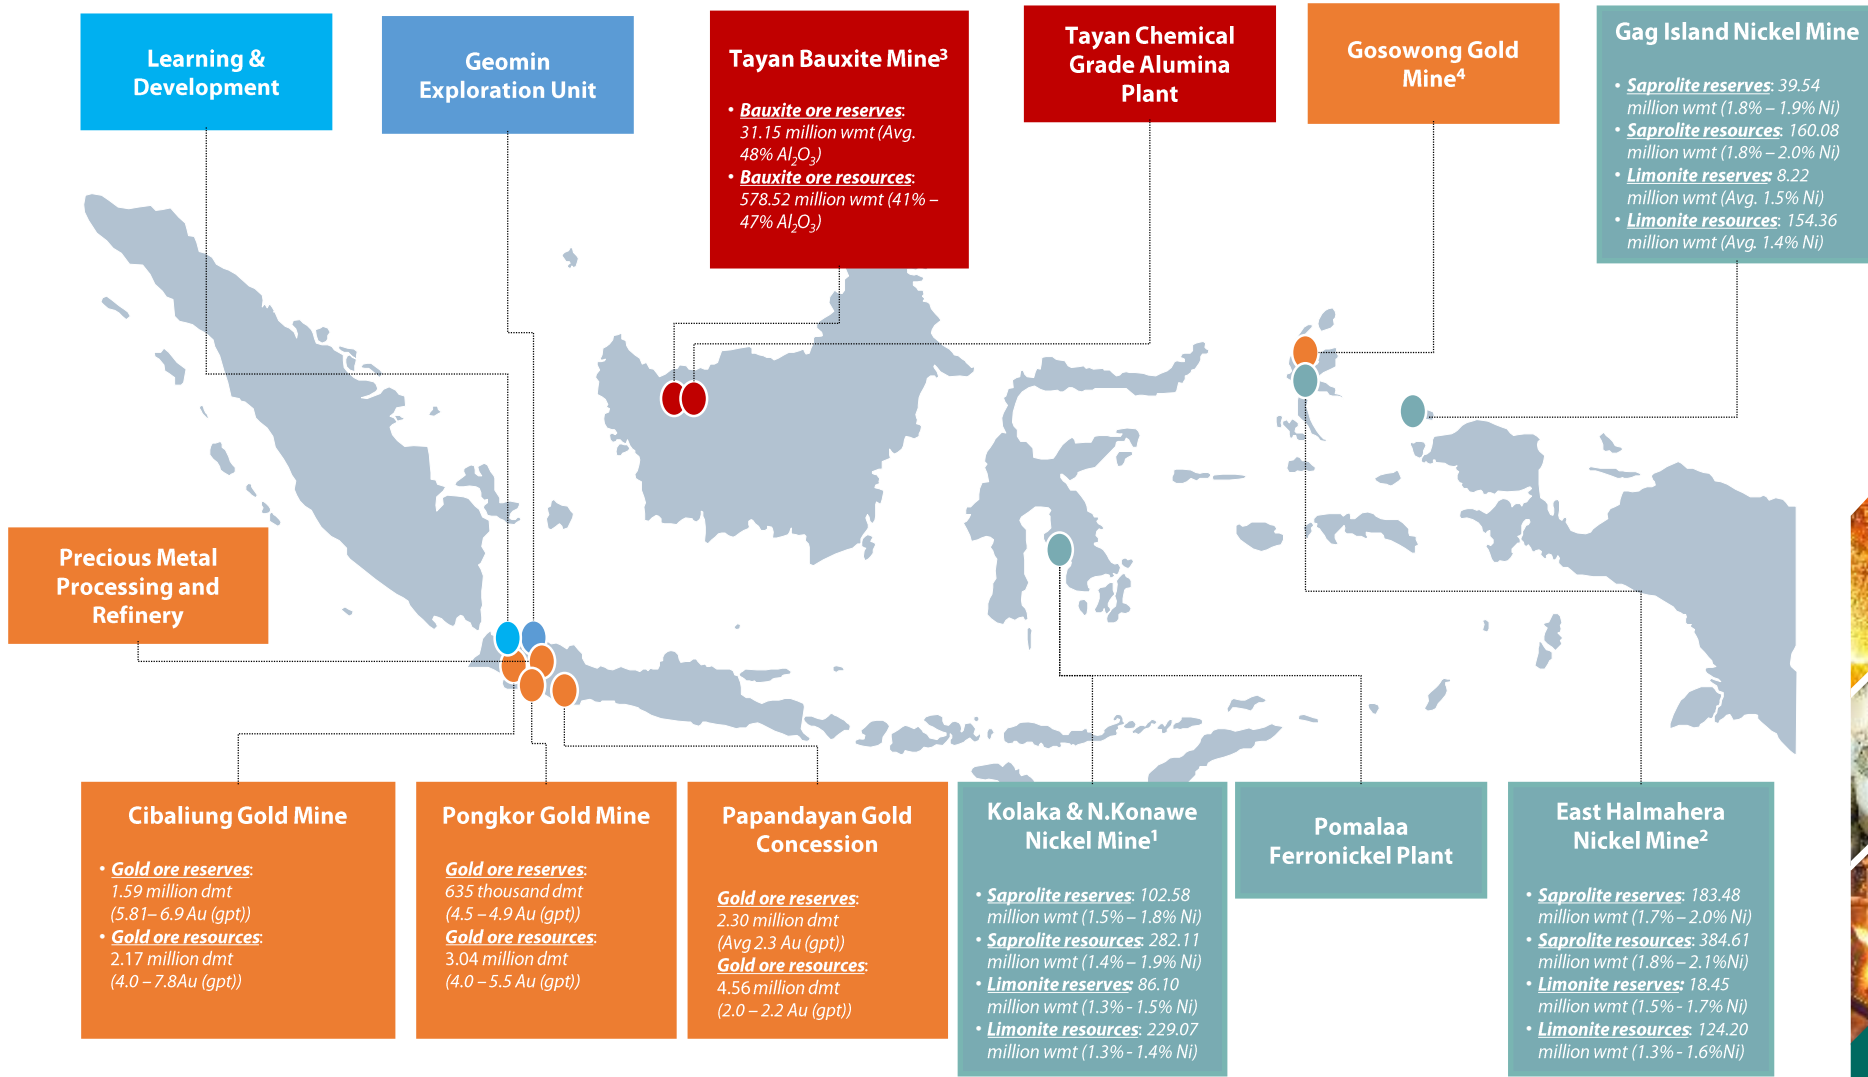 Learning &
Development
Geomin
Exploration Unit
Tayan Bauxite Mine³
• Bauxite ore reserves:
31.15 million wmt (Avg.
48% Al₂O₃)
• Bauxite ore resources:
578.52 million wmt (41% –
47% Al₂O₃)
Tayan Chemical
Grade Alumina
Plant
Gosowong Gold
Mine⁴
Gag Island Nickel Mine
• Saprolite reserves: 39.54
million wmt (1.8% – 1.9% Ni)
• Saprolite resources: 160.08
million wmt (1.8% – 2.0% Ni)
• Limonite reserves: 8.22
million wmt (Avg. 1.5% Ni)
• Limonite resources: 154.36
million wmt (Avg. 1.4% Ni)
Precious Metal
Processing and
Refinery
Cibaliung Gold Mine
• Gold ore reserves:
1.59 million dmt
(5.81– 6.9 Au (gpt))
• Gold ore resources:
2.17 million dmt
(4.0 – 7.8Au (gpt))
Pongkor Gold Mine
Gold ore reserves:
635 thousand dmt
(4.5 – 4.9 Au (gpt))
Gold ore resources:
3.04 million dmt
(4.0 – 5.5 Au (gpt))
Papandayan Gold
Concession
Gold ore reserves:
2.30 million dmt
(Avg 2.3 Au (gpt))
Gold ore resources:
4.56 million dmt
(2.0 – 2.2 Au (gpt))
Kolaka & N.Konawe
Nickel Mine¹
• Saprolite reserves: 102.58
million wmt (1.5% – 1.8% Ni)
• Saprolite resources: 282.11
million wmt (1.4% – 1.9% Ni)
• Limonite reserves: 86.10
million wmt (1.3% - 1.5% Ni)
• Limonite resources: 229.07
million wmt (1.3% - 1.4% Ni)
Pomalaa
Ferronickel Plant
East Halmahera
Nickel Mine²
• Saprolite reserves: 183.48
million wmt (1.7% – 2.0% Ni)
• Saprolite resources: 384.61
million wmt (1.8% – 2.1%Ni)
• Limonite reserves: 18.45
million wmt (1.5% - 1.7% Ni)
• Limonite resources: 124.20
million wmt (1.3% - 1.6%Ni)